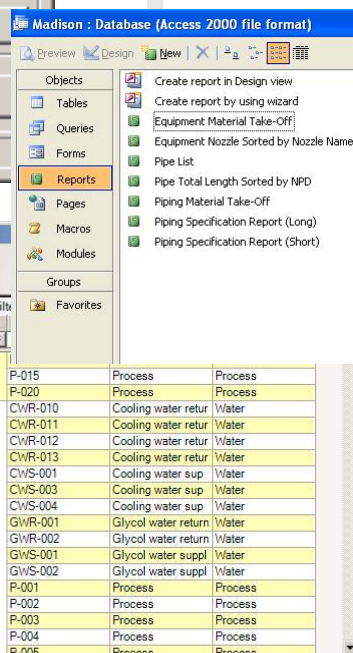 Madison : Database (Access 2000 file format)
Preview Design New
Objects
Tables
Queries
Forms
Reports
Pages
Macros
Modules
Groups
Favorites
Create report in Design view
Create report by using wizard
Equipment Material Take-Off
Equipment Nozzle Sorted by Nozzle Name
Pipe List
Pipe Total Length Sorted by NPD
Piping Material Take-Off
Piping Specification Report (Long)
Piping Specification Report (Short)
P-015 Process Process
P-020 Process Process
CWR-010 Cooling water retur Water
CWR-011 Cooling water retur Water
CWR-012 Cooling water retur Water
CWR-013 Cooling water retur Water
CWS-001 Cooling water sup Water
CWS-003 Cooling water sup Water
CWS-004 Cooling water sup Water
GWR-001 Glycol water return Water
GWR-002 Glycol water return Water
GWS-001 Glycol water suppl Water
GWS-002 Glycol water suppl Water
P-001 Process Process
P-002 Process Process
P-003 Process Process
P-004 Process Process
P-005 Process Process